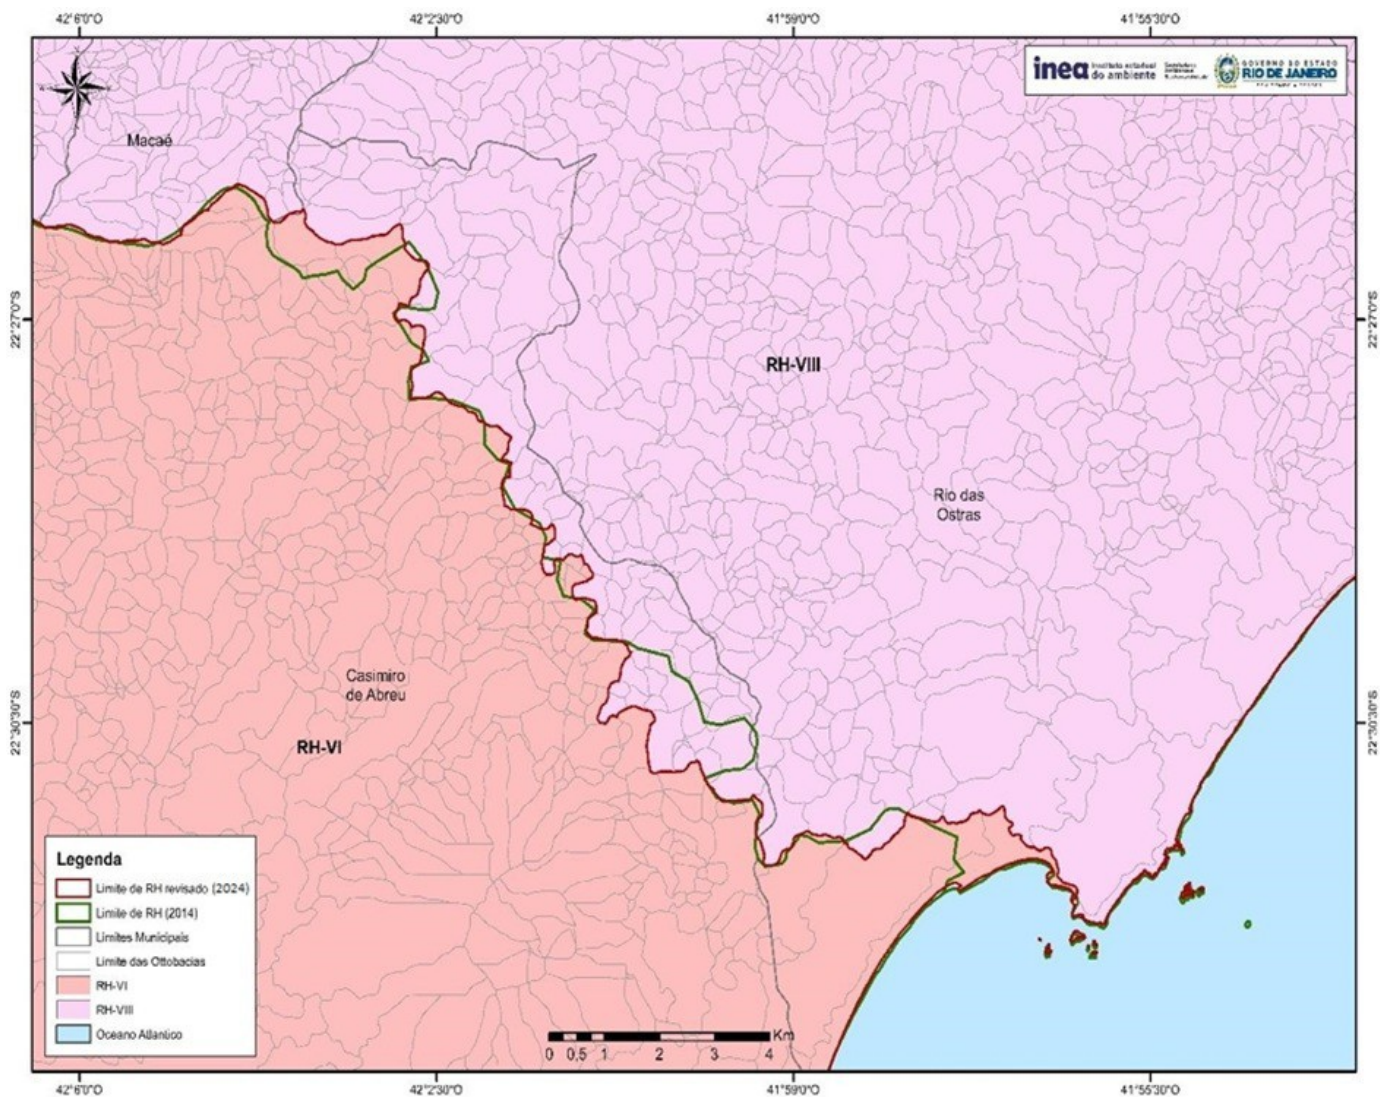 42°6'0"O 42°2'30"O 41°59'0"O 41°55'30"O
inea instituto estadual do ambiente
GOVERNO DO ESTADO
RIO DE JANEIRO
Macaé
22°27'0"S 22°27'0"S
RH-VIII
Rio das
Ostras
Casimiro
de Abreu
22°30'30"S 22°30'30"S
RH-VI
Legenda
Limite de RH revisado (2024)
Limite de RH (2014)
Limites Municipais
Limite das Ottobacias
RH-VI
RH-VIII
Oceano Atlântico
Km
0 0,5 1 2 3 4
42°6'0"O 42°2'30"O 41°59'0"O 41°55'30"O